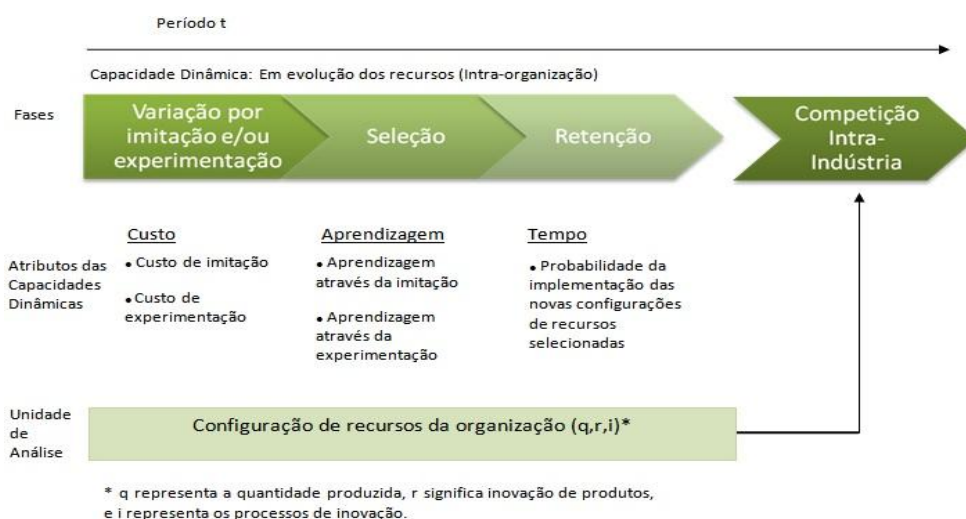 Período t
Capacidade Dinâmica: Em evolução dos recursos (Intra-organização)
Fases
Variação por
imitação e/ou
experimentação
Seleção
Retenção
Competição
Intra-
Indústria
Atributos das
Capacidades
Dinâmicas
Custo
• Custo de imitação
• Custo de
experimentação
Aprendizagem
• Aprendizagem
através da imitação
• Aprendizagem
através da
experimentação
Tempo
• Probabilidade da
implementação das
novas configurações
de recursos
selecionadas
Unidade
de
Análise
Configuração de recursos da organização (q,r,i)*
* q representa a quantidade produzida, r significa inovação de produtos,
e i representa os processos de inovação.